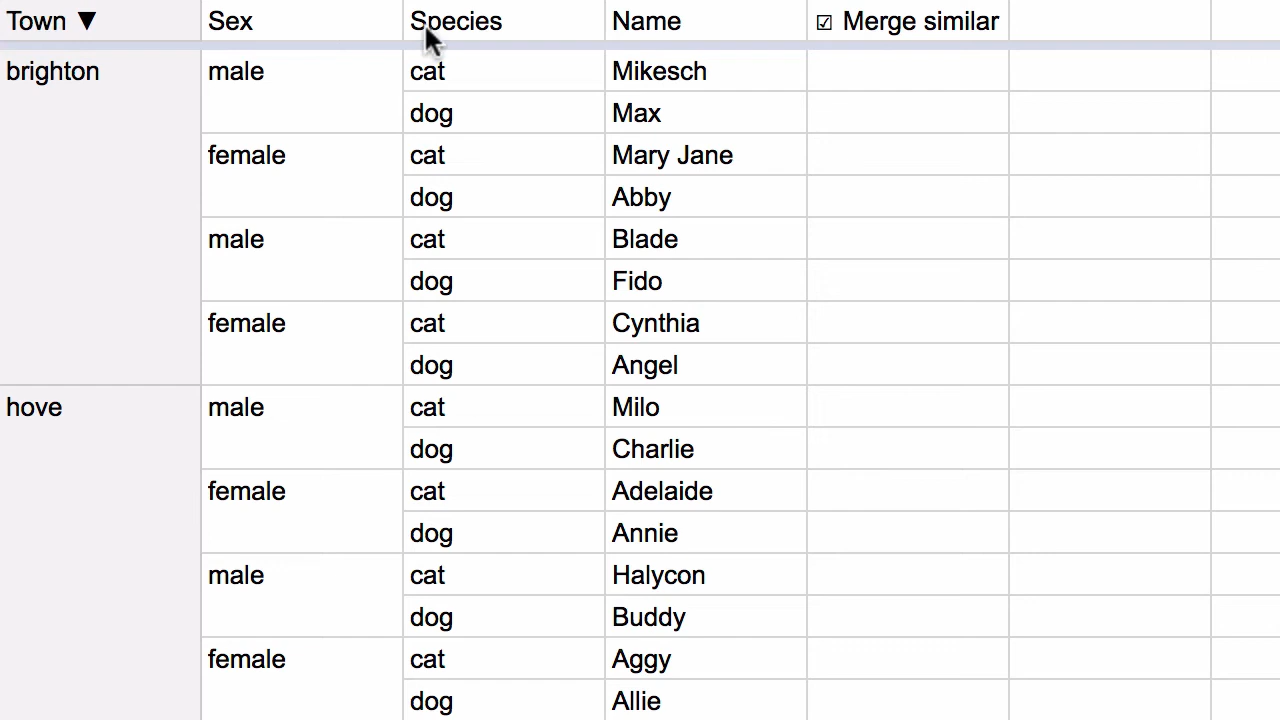 Town ▼ Sex Species Name ☑ Merge similar
brighton male cat Mikesch
dog Max
female cat Mary Jane
dog Abby
male cat Blade
dog Fido
female cat Cynthia
dog Angel
hove male cat Milo
dog Charlie
female cat Adelaide
dog Annie
male cat Halycon
dog Buddy
female cat Aggy
dog Allie